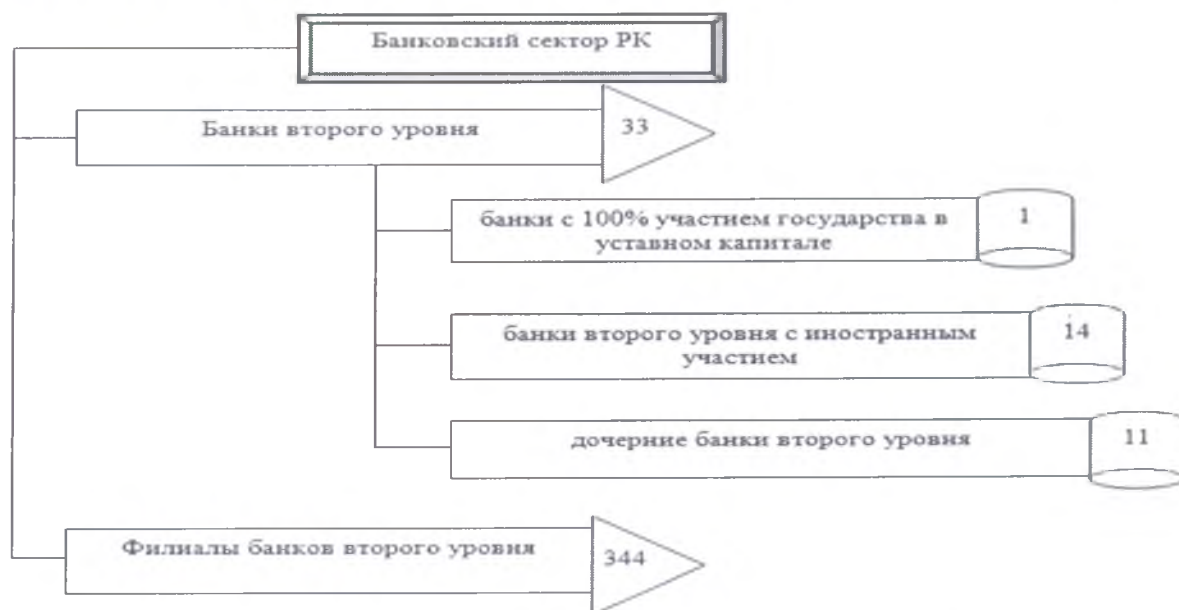 Банковский сектор РК
Банки второго уровня
33
банки с 100% участием государства в
уставном капитале
1
банки второго уровня с иностранным
участием
14
дочерние банки второго уровня
11
Филиалы банков второго уровня
344